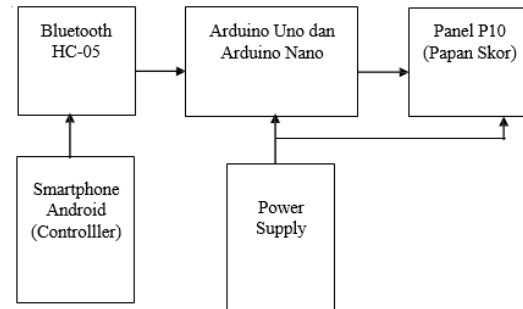 Bluetooth
HC-05
Arduino Uno dan
Arduino Nano
Panel P10
(Papan Skor)
Smartphone
Android
(Controlller)
Power
Supply